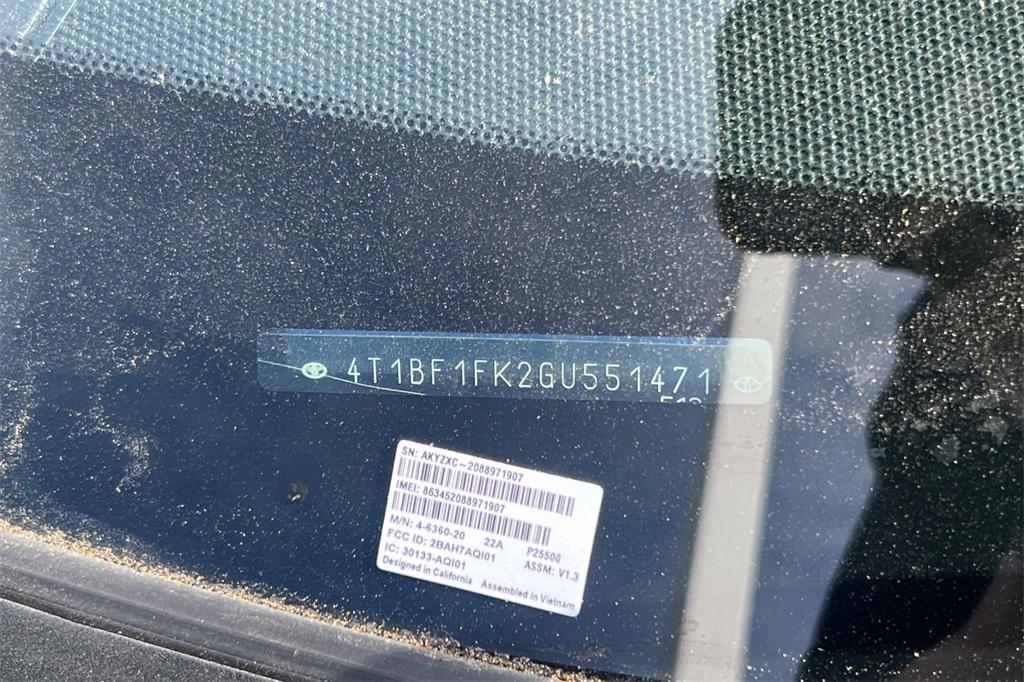 4T1BF1FK2GU551471
SN: AKYZXC-2088971907
IMEI: 863452088971907
M/N: 4-6360-20 22A P25500
FCC ID: 2BAH7AQI01 ASSM: V1.3
IC: 30133-AQI01
Designed in California Assembled in Vietnam